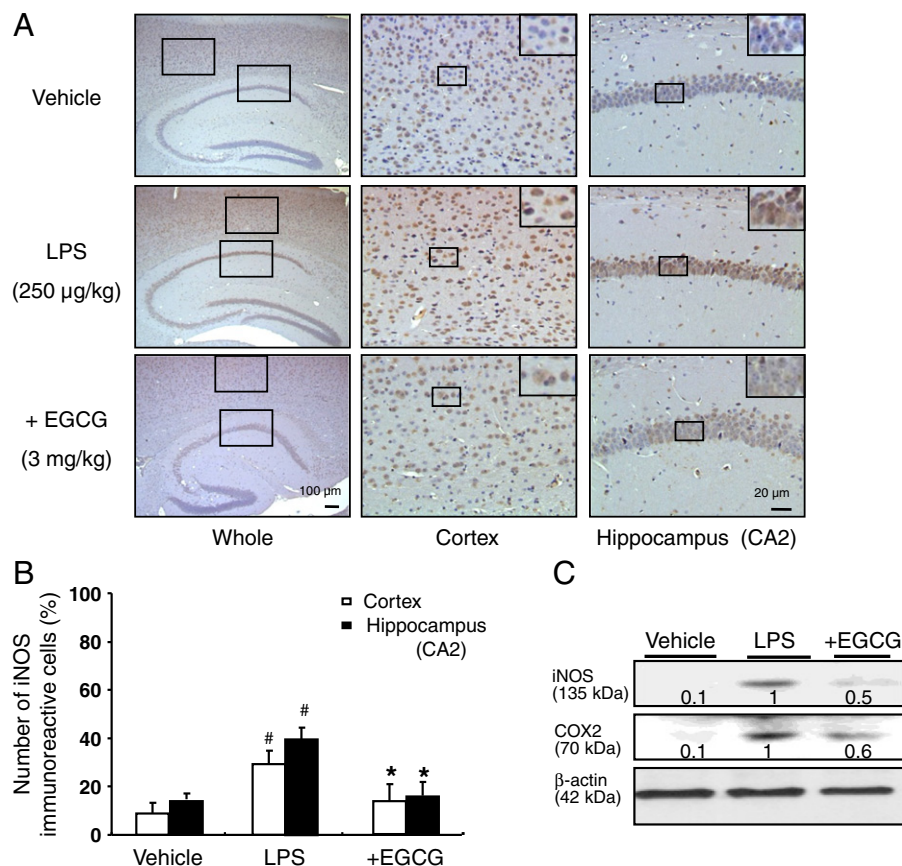 A
Vehicle
LPS
(250 µg/kg)
+ EGCG
(3 mg/kg)
100 µm
20 µm
Whole
Cortex
Hippocampus (CA2)
B
Number of iNOS
immunoreactive cells (%)
100
80
60
40
20
0
Cortex
Hippocampus
(CA2)
#
#
*
*
Vehicle
LPS
+EGCG
C
Vehicle
LPS
+EGCG
iNOS
(135 kDa)
0.1
1
0.5
COX2
(70 kDa)
0.1
1
0.6
β-actin
(42 kDa)